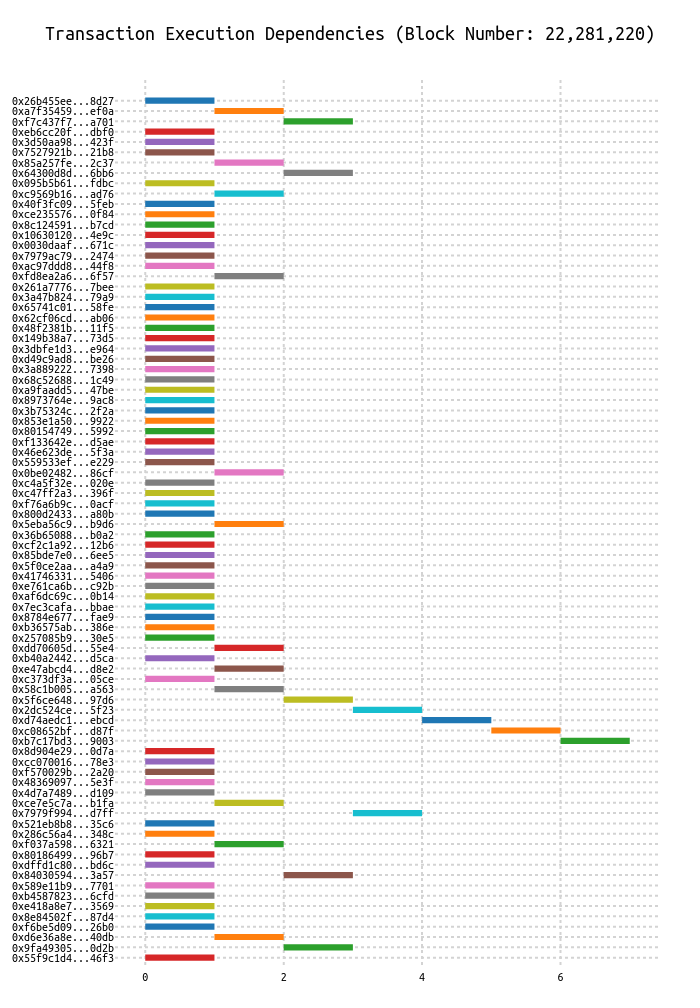 Transaction Execution Dependencies (Block Number: 22,281,220)
0x26b455ee...8d27
0xa7f35459...ef0a
0xf7c437f7...a701
0xeb6cc20f...dbf0
0x3d50aa98...423f
0x7527921b...21b8
0x85a257fe...2c37
0x64300d8d...6bb6
0x095b5b61...fdbc
0xc9569b16...ad76
0x40f3fc09...5feb
0xce235576...0f84
0x8c124591...b7cd
0x10630120...4e9c
0x0030daaf...671c
0x7979ac79...2474
0xac97ddd8...44f8
0xfd8ea2a6...6f57
0x261a7776...7bee
0x3a47b824...79a9
0x65741c01...58fe
0x62cf06cd...ab06
0x48f2381b...11f5
0x149b38a7...73d5
0x3dbfe1d3...e964
0xd49c9ad8...be26
0x3a889222...7398
0x68c52688...1c49
0xa9faadd5...47be
0x8973764e...9ac8
0x3b75324c...2f2a
0x853e1a50...9922
0x80154749...5992
0xf133642e...d5ae
0x46e623de...5f3a
0x559533ef...e229
0x0be02482...86cf
0xc4a5f32e...020e
0xc47ff2a3...396f
0xf76a6b9c...0acf
0x800d2433...a80b
0x5eba56c9...b9d6
0x36b65088...b0a2
0xcf2c1a92...12b6
0x85bde7e0...6ee5
0x5f0ce2aa...a4a9
0x41746331...5406
0xe761ca6b...c92b
0xaf6dc69c...0b14
0x7ec3cafa...bbae
0x8784e677...fae9
0xb36575ab...386e
0x257085b9...30e5
0xdd70605d...55e4
0xb40a2442...d5ca
0xe47abcd4...d8e2
0xc373df3a...05ce
0x58c1b005...a563
0x5f6ce648...97d6
0x2dc524ce...5f23
0xd74aedc1...ebcd
0xc08652bf...d87f
0xb7c17bd3...9003
0x8d904e29...0d7a
0xcc070016...78e3
0xf570029b...2a20
0x48369097...5e3f
0x4d7a7489...d109
0xce7e5c7a...b1fa
0x7979f994...d7ff
0x521eb8b8...35c6
0x286c56a4...348c
0xf037a598...6321
0x80186499...96b7
0xdffd1c80...bd6c
0x84030594...3a57
0x589e11b9...7701
0xb4587823...6cfd
0xe418a8e7...3569
0x8e84502f...87d4
0xf6be5d09...26b0
0xd6e36a8e...40db
0x9fa49305...0d2b
0x55f9c1d4...46f3
0 2 4 6